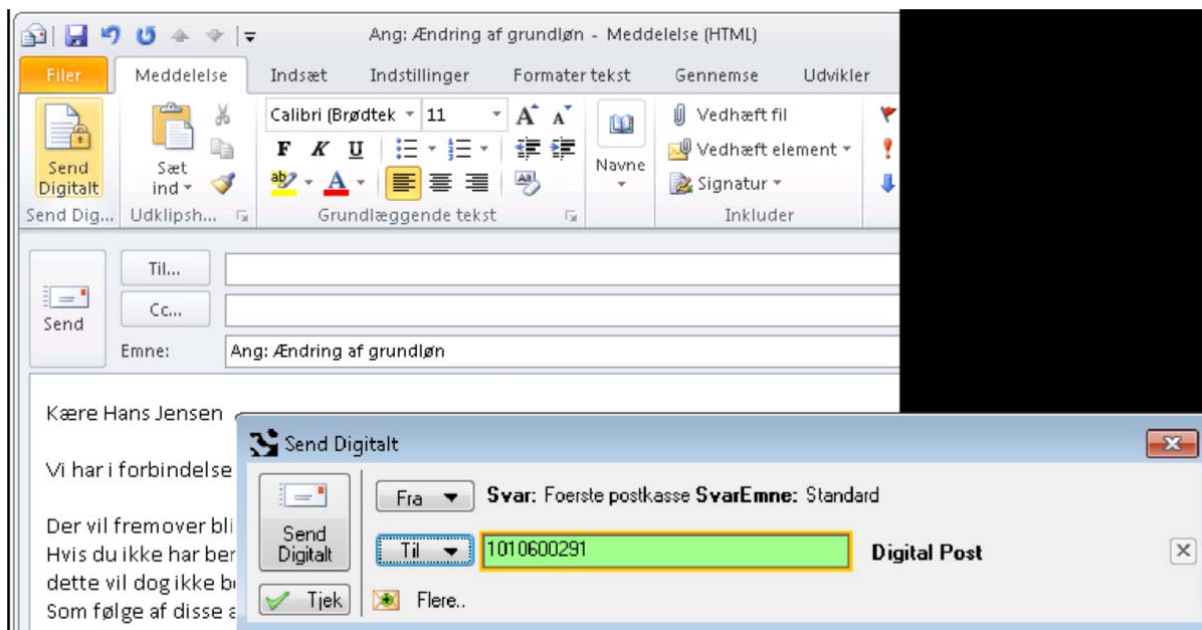 Ang: Ændring af grundløn - Meddelelse (HTML)
Filer Meddelelse Indsæt Indstillinger Formater tekst Gennemse Udvikler
Send Digitalt
Sæt ind
Calibri (Brødtek 11 A A
F K U
ab A
Aa
Navne
Vedhæft fil
Vedhæft element
Signatur
Send Dig... Udklipsh... Grundlæggende tekst Inkluder
Send
Til...
Cc...
Emne: Ang: Ændring af grundløn
Kære Hans Jensen
Vi har i forbindelse
Der vil fremover bli
Hvis du ikke har ber
dette vil dog ikke b
Som følge af disse a
Send Digitalt
Send Digitalt
Fra Svar: Foerste postkasse SvarEmne: Standard
Til 1010600291 Digital Post
Tjek Flere..